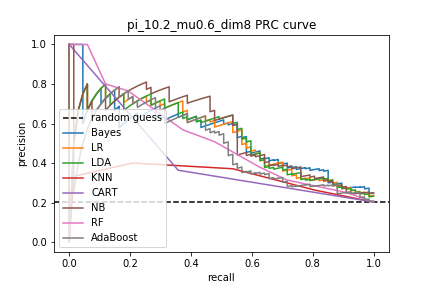 pi_10.2_mu0.6_dim8 PRC curve
1.0
0.8
0.6
0.4
0.2
0.0
precision
random guess
Bayes
LR
LDA
KNN
CART
NB
RF
AdaBoost
0.0 0.2 0.4 0.6 0.8 1.0
recall